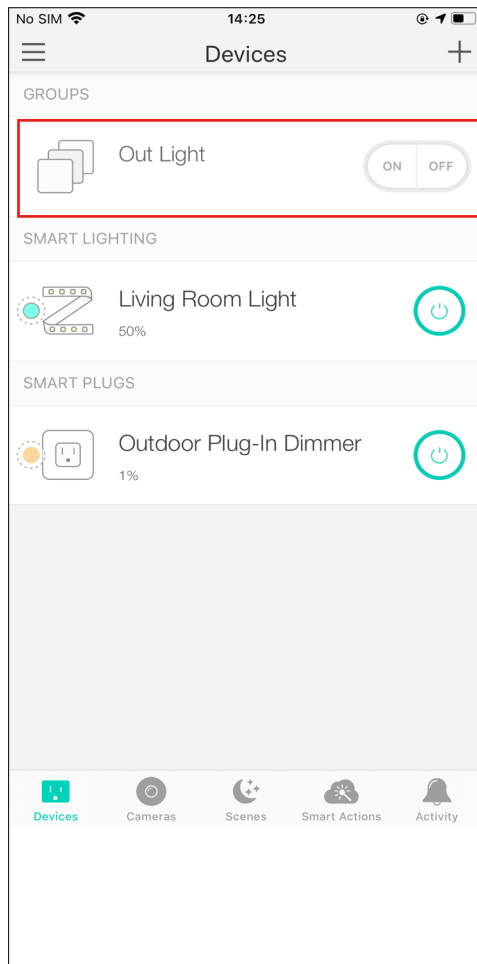 No SIM 14:25
Devices
GROUPS
Out Light
ON OFF
SMART LIGHTING
Living Room Light
50%
SMART PLUGS
Outdoor Plug-In Dimmer
1%
Devices Cameras Scenes Smart Actions Activity